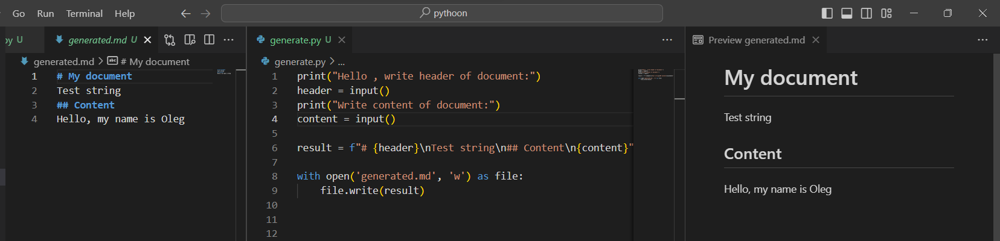 Go Run Terminal Help
pythoon
py U
generated.md U
generated.md > # My document
1 # My document
2 Test string
3 ## Content
4 Hello, my name is Oleg
generate.py U
generate.py > ...
1 print("Hello , write header of document:")
2 header = input()
3 print("Write content of document:")
4 content = input()
5
6 result = f"# {header}\nTest string\n## Content\n{content}"
7
8 with open('generated.md', 'w') as file:
9 file.write(result)
10
11
12
Preview generated.md
My document
Test string
Content
Hello, my name is Oleg